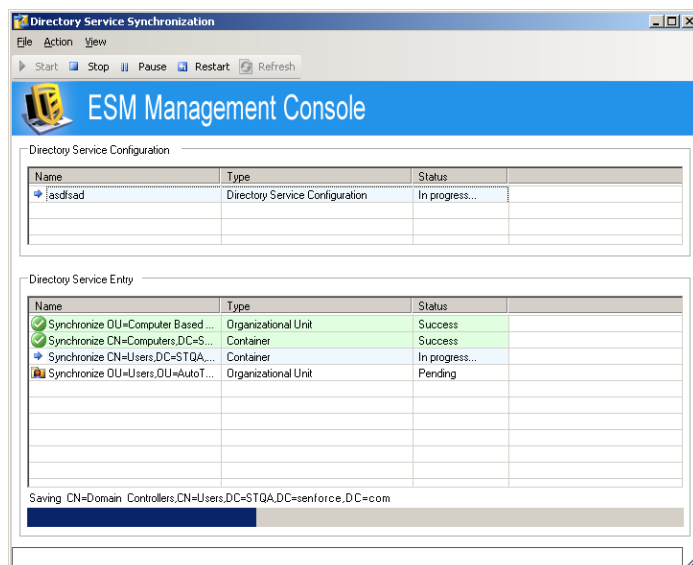 Directory Service Synchronization
File Action View
Start Stop Pause Restart Refresh
ESM Management Console
Directory Service Configuration
Name Type Status
asdfsad Directory Service Configuration In progress...
Directory Service Entry
Name Type Status
Synchronize OU=Computer Based ... Organizational Unit Success
Synchronize CN=Computers,DC=S... Container Success
Synchronize CN=Users,DC=STQA,... Container In progress...
Synchronize OU=Users,OU=AutoT... Organizational Unit Pending
Saving CN=Domain Controllers,CN=Users,DC=STQA,DC=senforce,DC=com